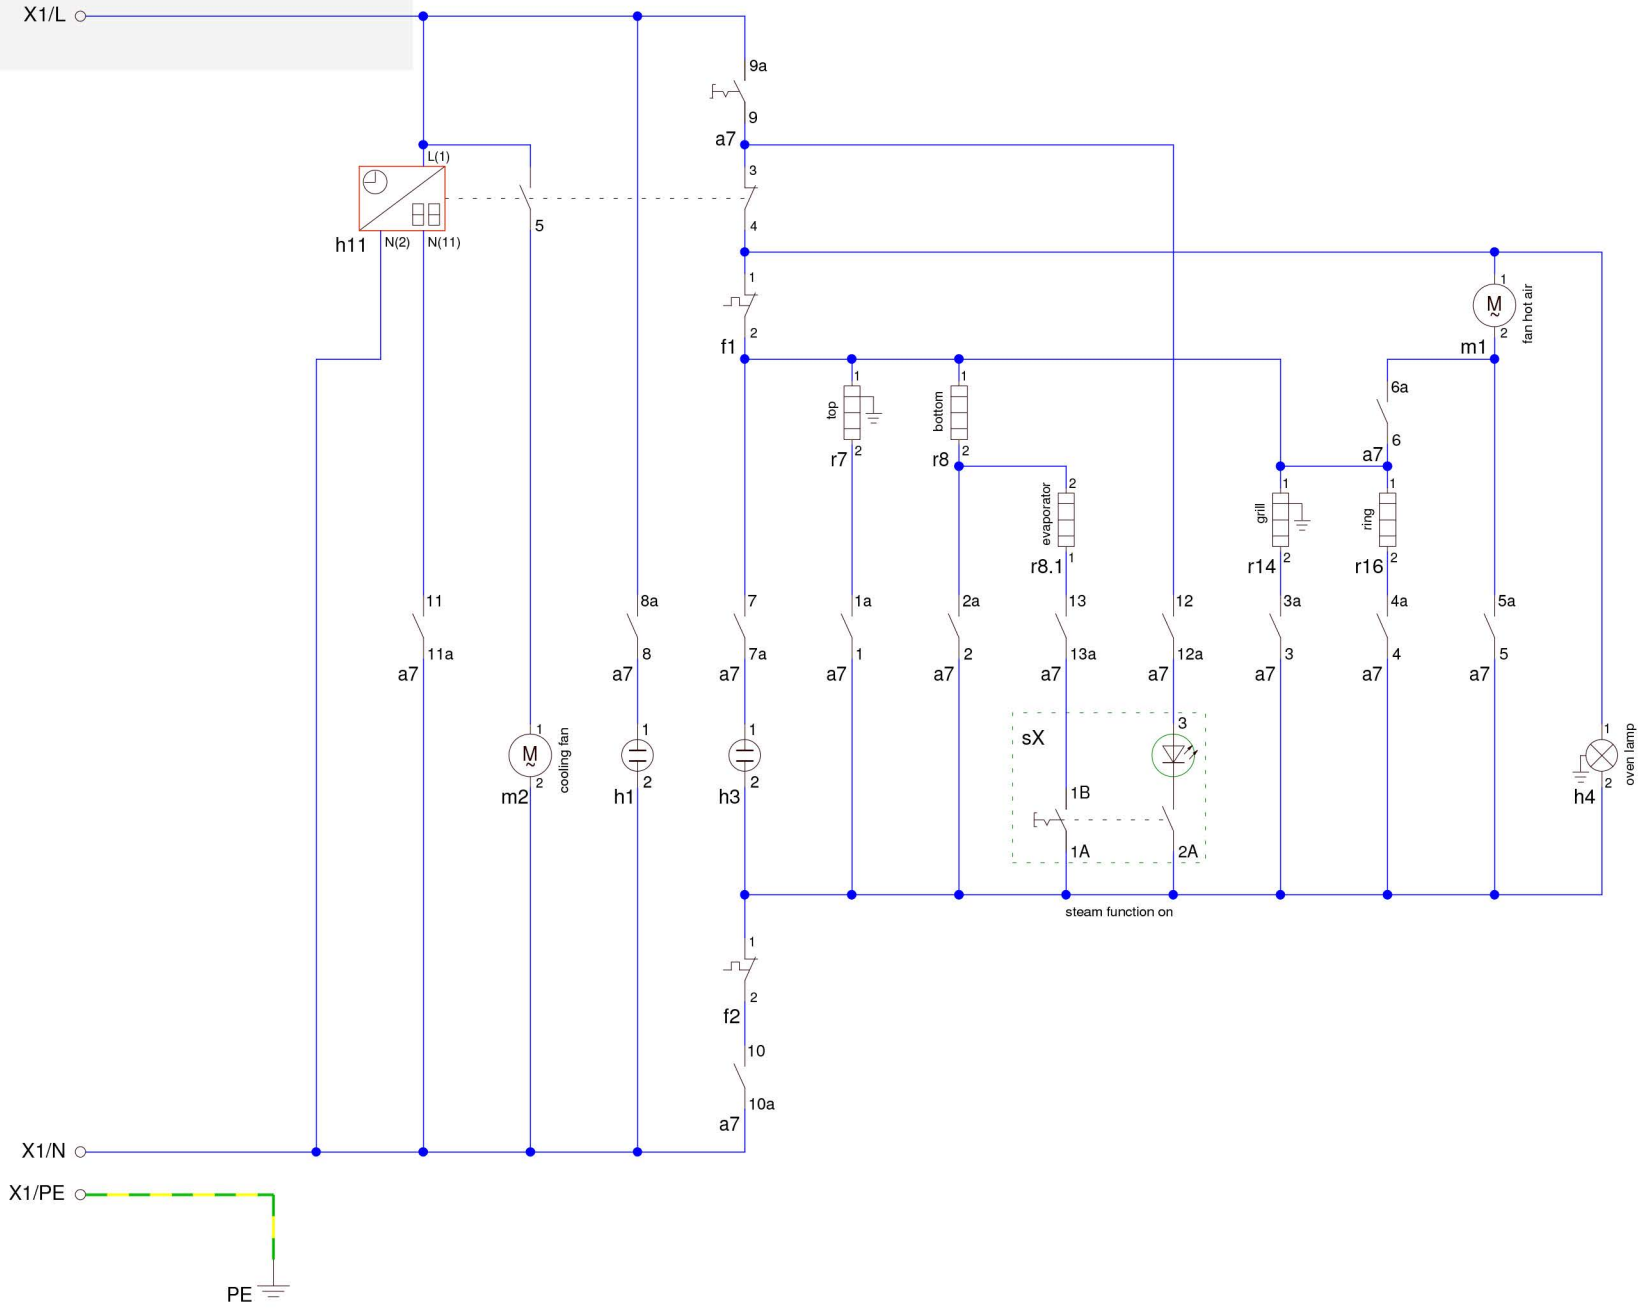 X1/L
9a
9
a7
L(1)
3
5
4
h11 N(2) N(11)
1
1
2
2
fan hot air
f1
m1
1
1
6a
top
bottom
6
2
2
a7
r7
r8
2
1
1
evaporator
grill
ring
1
2
2
r8.1
r14
r16
11 8a 7 1a 2a 13 12 3a 4a 5a
11a 8 7a 1 2 13a 12a 3 4 5
a7 a7 a7 a7 a7 a7 a7 a7 a7 a7
3
1 1 1 1
sX
M
~
M
~
cooling fan
oven lamp
2 2 2 2
m2 h1 h3 h4
1B
1A 2A
steam function on
1
2
f2
10
10a
a7
X1/N
X1/PE
PE